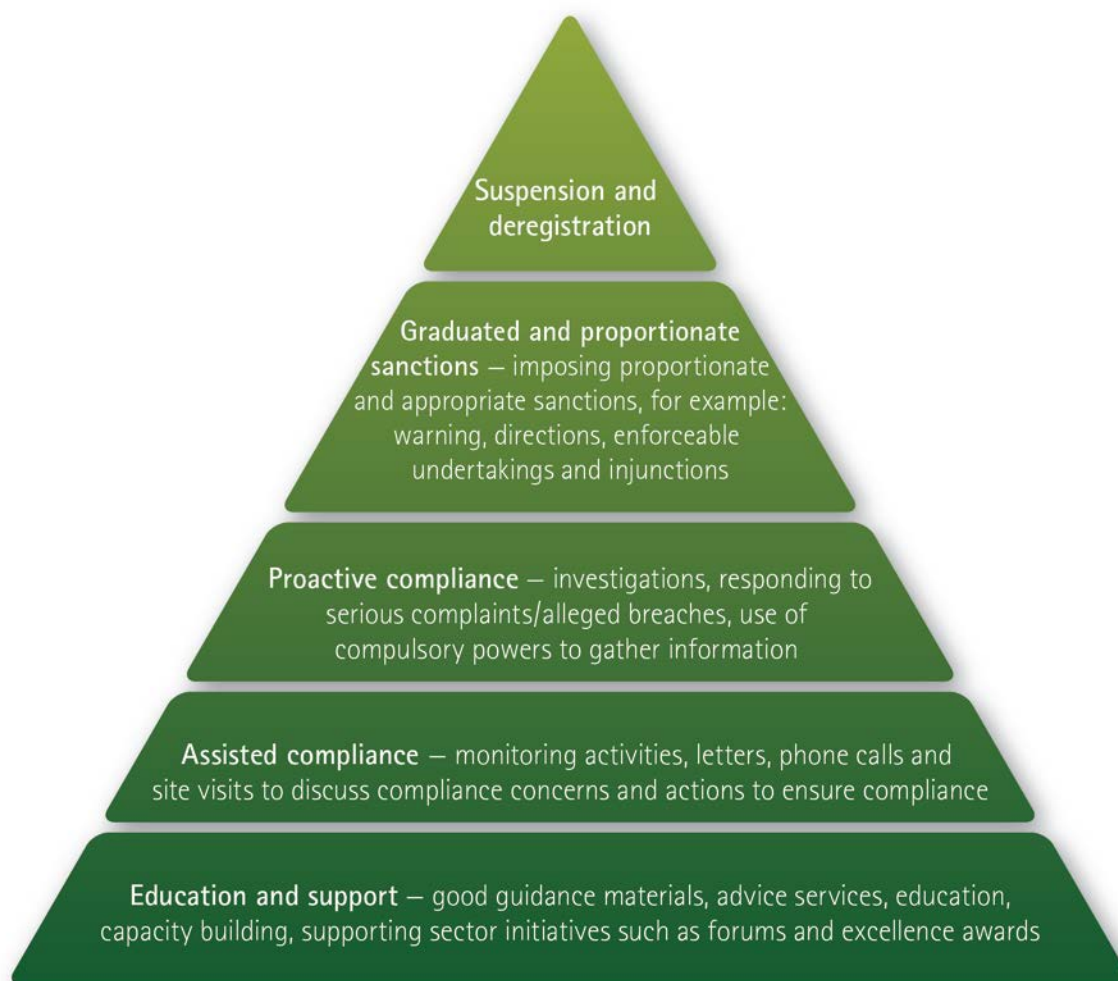 Suspension and
deregistration
Graduated and proportionate
sanctions — imposing proportionate
and appropriate sanctions, for example:
warning, directions, enforceable
undertakings and injunctions
Proactive compliance — investigations, responding to
serious complaints/alleged breaches, use of
compulsory powers to gather information
Assisted compliance — monitoring activities, letters, phone calls and
site visits to discuss compliance concerns and actions to ensure compliance
Education and support — good guidance materials, advice services, education,
capacity building, supporting sector initiatives such as forums and excellence awards